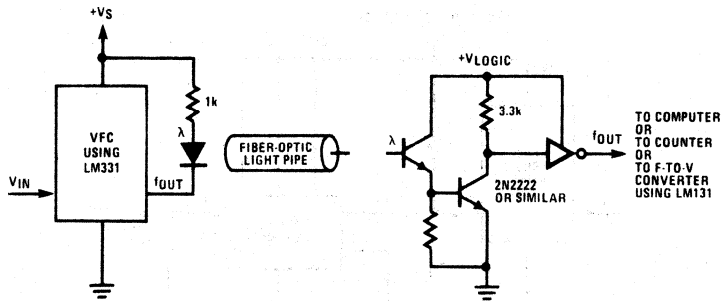 +VS
1k
λ
VFC
USING
LM331
VIN
fOUT
FIBER-OPTIC
LIGHT PIPE
+VLOGIC
3.3k
λ
2N2222
OR SIMILAR
fOUT
TO COMPUTER
OR
TO COUNTER
OR
TO F-TO-V
CONVERTER
USING LM131